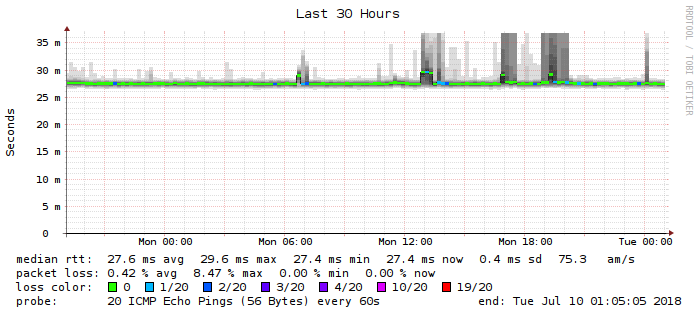 Last 30 Hours
RRDTOOL / TOBI OETIKER
Seconds
35 m
30 m
25 m
20 m
15 m
10 m
5 m
0
Mon 00:00 Mon 06:00 Mon 12:00 Mon 18:00 Tue 00:00
median rtt: 27.6 ms avg 29.6 ms max 27.4 ms min 27.4 ms now 0.4 ms sd 75.3 am/s
packet loss: 0.42 % avg 8.47 % max 0.00 % min 0.00 % now
loss color: 0 1/20 2/20 3/20 4/20 10/20 19/20
probe: 20 ICMP Echo Pings (56 Bytes) every 60s end: Tue Jul 10 01:05:05 2018